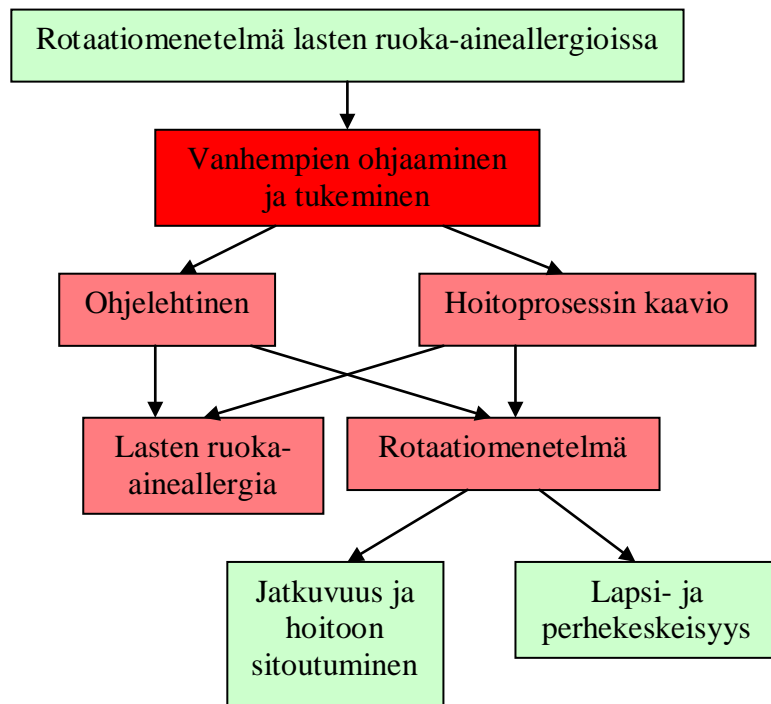 Rotaatiomenetelmä lasten ruoka-aineallergioissa
Vanhempien ohjaaminen
ja tukeminen
Ohjelehtinen
Hoitoprosessin kaavio
Lasten ruoka-
aineallergia
Rotaatiomenetelmä
Jatkuvuus ja
hoitoon
sitoutuminen
Lapsi- ja
perhekeskeisyys